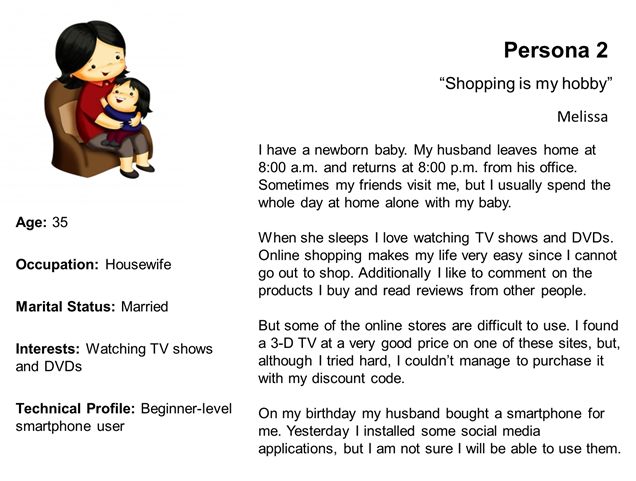 Persona 2
“Shopping is my hobby”
Melissa
I have a newborn baby. My husband leaves home at
8:00 a.m. and returns at 8:00 p.m. from his office.
Sometimes my friends visit me, but I usually spend the
whole day at home alone with my baby.
When she sleeps I love watching TV shows and DVDs.
Online shopping makes my life very easy since I cannot
go out to shop. Additionally I like to comment on the
products I buy and read reviews from other people.
But some of the online stores are difficult to use. I found
a 3-D TV at a very good price on one of these sites, but,
although I tried hard, I couldn’t manage to purchase it
with my discount code.
On my birthday my husband bought a smartphone for
me. Yesterday I installed some social media
applications, but I am not sure I will be able to use them.
Age: 35
Occupation: Housewife
Marital Status: Married
Interests: Watching TV shows
and DVDs
Technical Profile: Beginner-level
smartphone user